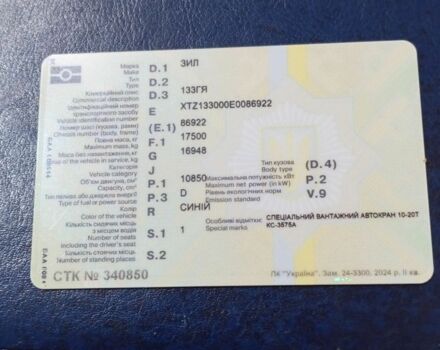 Марка D.1 ЗИЛ
Make
Тип D.2
Type
Комерційний опис D.3 133ГЯ
Commercial description
Ідентифікаційний номер
транспортного засобу E XTZ133000E0086922
Vehicle identification number
Номер шасі (кузова, рами) (E.1) 86922
Chassis number (body, frame)
Повна маса, кг F.1 17500
Maximum mass, kg
Маса без навантаження, кг G 16948
Mass of the vehicle in service, kg
Категорія J
Vehicle category
Тип кузова (D.4)
Body type
Об'єм двигуна, см³ P.1 10850
Capacity, cm³
Максимальна потужність кВт P.2
Maximum net power (in kW)
Тип палива або джерело енергії P.3 D
Type of fuel or power source
Рівень екологічних норм V.9
Emission standard
Колір R СИНІЙ
Color of the vehicle
Кількість сидячих місць
з місцем водія S.1 1
Number of seats
including the driver's seat
Особливі відмітки: СПЕЦІАЛЬНИЙ ВАНТАЖНИЙ АВТОКРАН 10-20Т
Special marks КС-3575А
Кількість стоячих місць S.2
Number of standing places
СТК № 340850
ПК "Україна". Зам. 24-3300, 2024 р. ІІ кв.